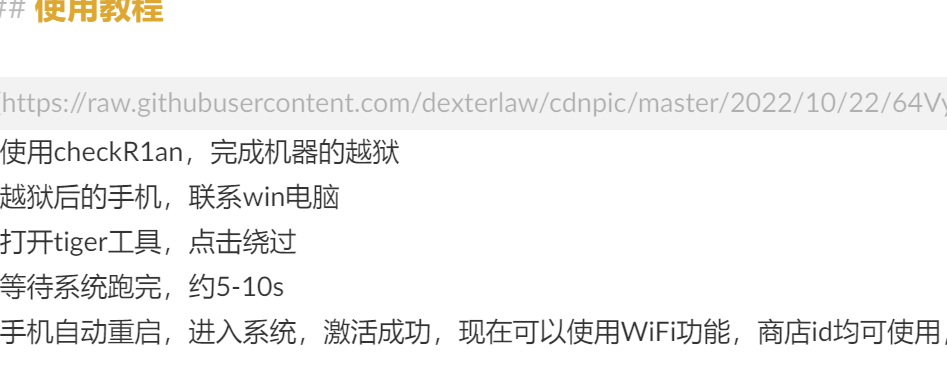 ## 使用教程
https://raw.githubusercontent.com/dexterlaw/cdnpic/master/2022/10/22/64Vy
使用checkR1an，完成机器的越狱
越狱后的手机，联系win电脑
打开tiger工具，点击绕过
等待系统跑完，约5-10s
手机自动重启，进入系统，激活成功，现在可以使用WiFi功能，商店id均可使用，